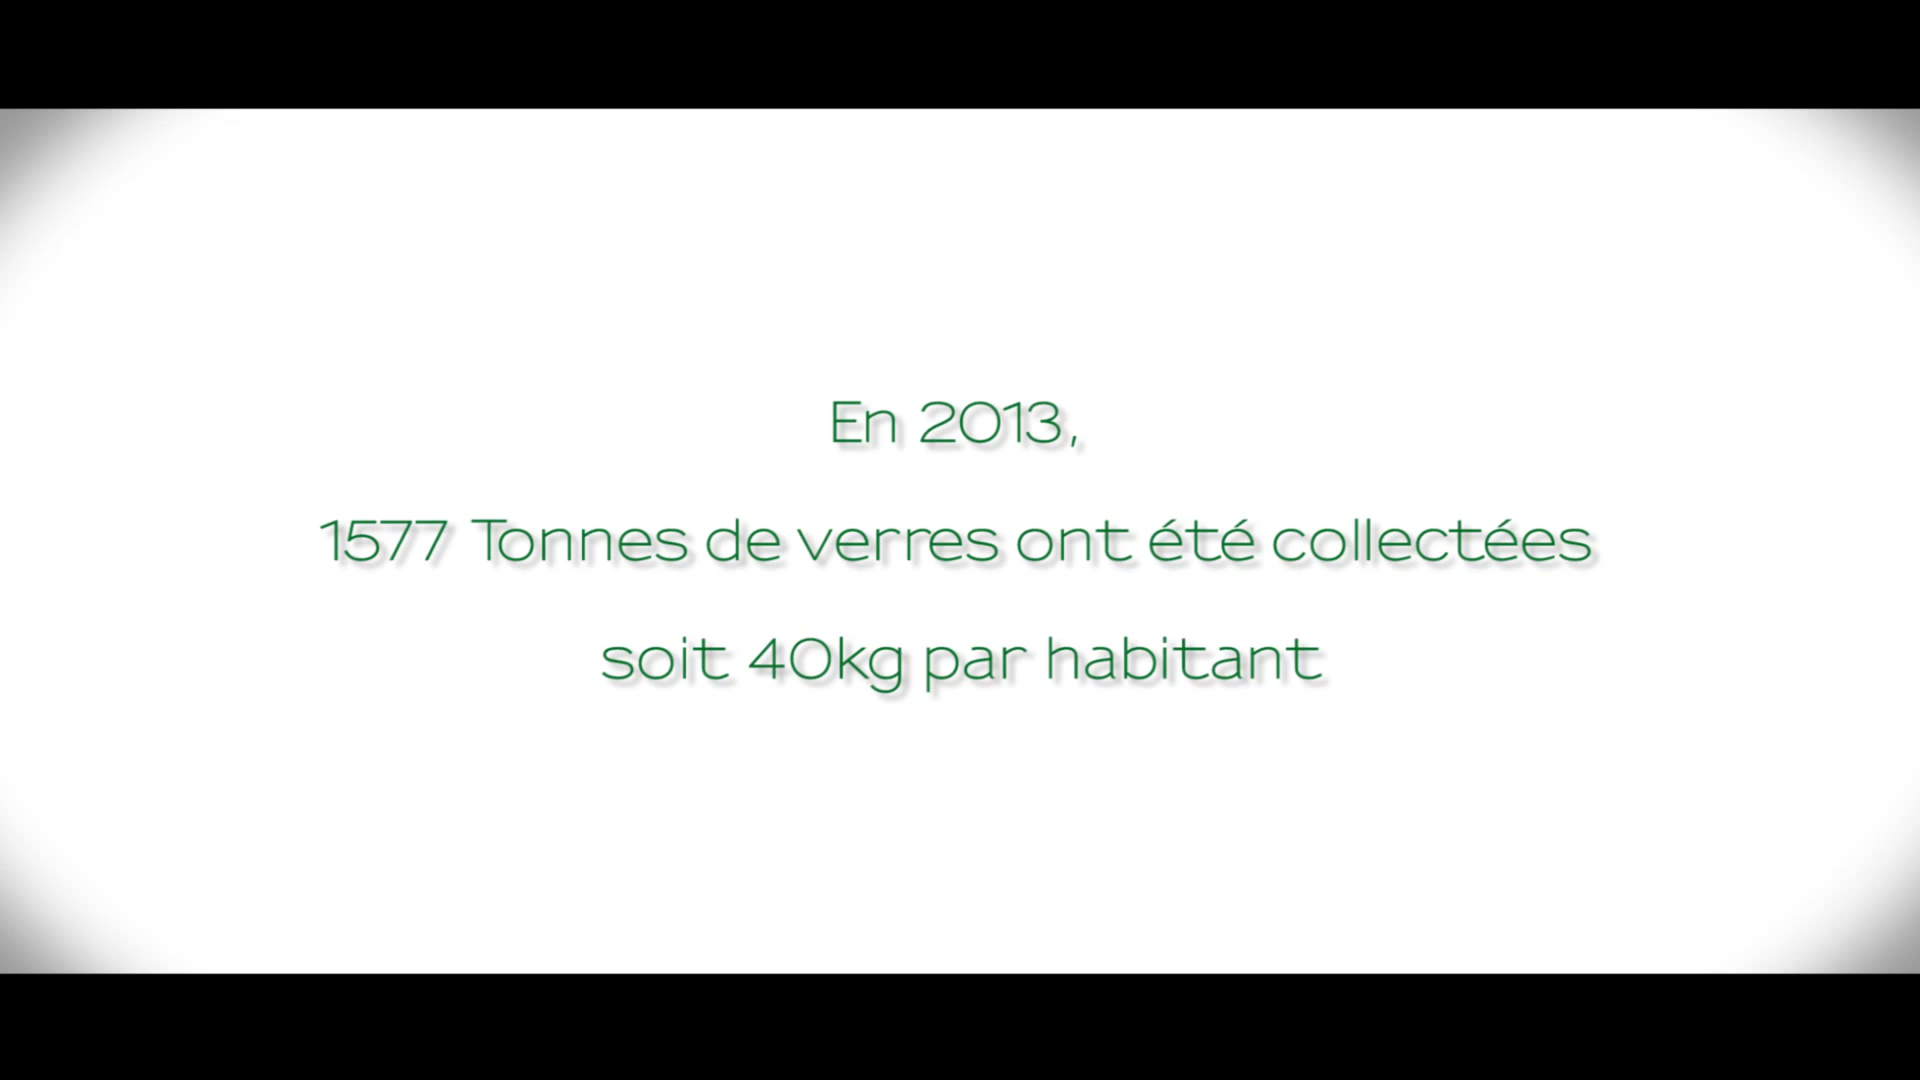 En 2013,
1577 Tonnes de verres ont été collectées
soit 40kg par habitant